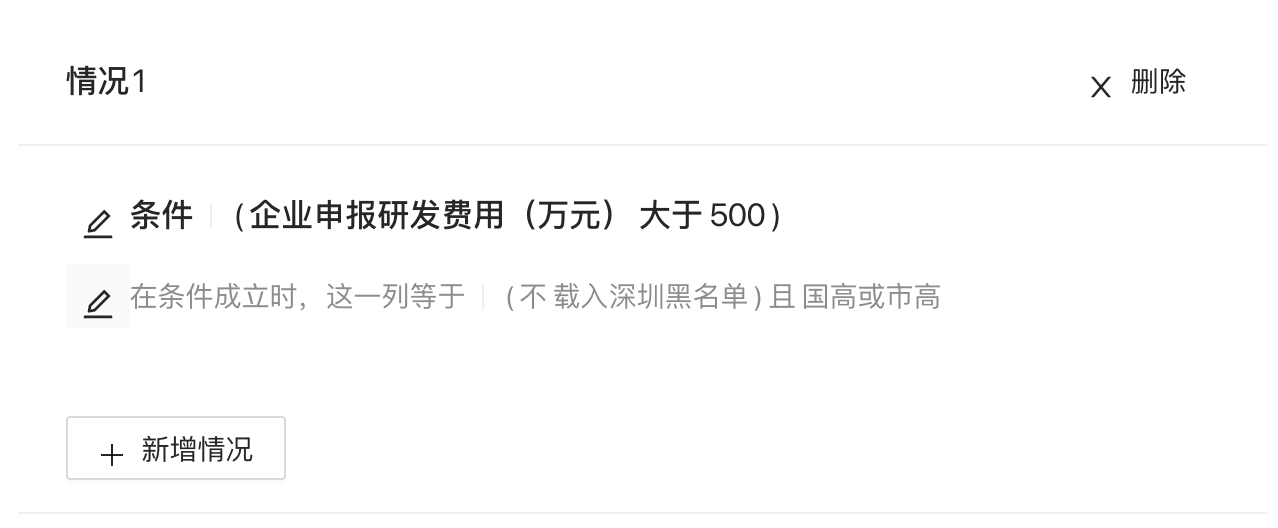 情况1
删除
条件 (企业申报研发费用（万元） 大于 500)
在条件成立时，这一列等于 (不 载入深圳黑名单) 且 国高或市高
新增情况